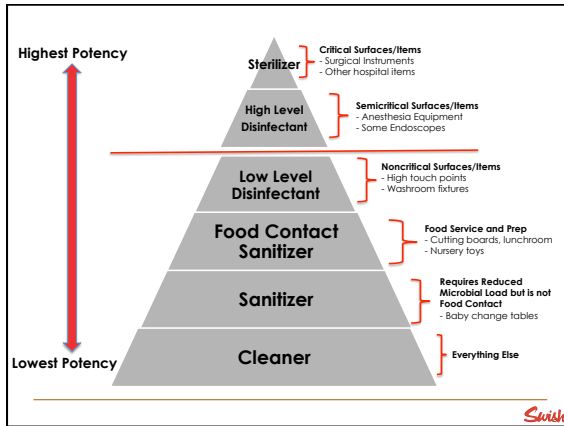 Highest Potency
Sterilizer
Critical Surfaces/Items
- Surgical Instruments
- Other hospital items
High Level
Disinfectant
Semicritical Surfaces/Items
- Anesthesia Equipment
- Some Endoscopes
Low Level
Disinfectant
Noncritical Surfaces/Items
- High touch points
- Washroom fixtures
Food Contact
Sanitizer
Food Service and Prep
- Cutting boards, lunchroom
- Nursery toys
Sanitizer
Requires Reduced
Microbial Load but is not
Food Contact
- Baby change tables
Lowest Potency
Cleaner
Everything Else
Swish